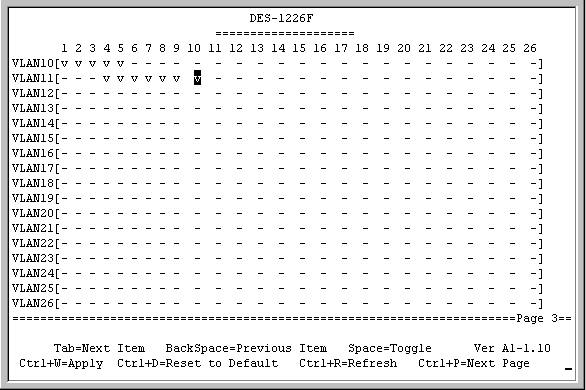 DES-1226F
====================
1 2 3 4 5 6 7 8 9 10 11 12 13 14 15 16 17 18 19 20 21 22 23 24 25 26
VLAN10[V V V V V - - - - - - - - - - - - - - - - - - - - -]
VLAN11[- - - V V V V V V V - - - - - - - - - - - - - - - -]
VLAN12[- - - - - - - - - - - - - - - - - - - - - - - - - -]
VLAN13[- - - - - - - - - - - - - - - - - - - - - - - - - -]
VLAN14[- - - - - - - - - - - - - - - - - - - - - - - - - -]
VLAN15[- - - - - - - - - - - - - - - - - - - - - - - - - -]
VLAN16[- - - - - - - - - - - - - - - - - - - - - - - - - -]
VLAN17[- - - - - - - - - - - - - - - - - - - - - - - - - -]
VLAN18[- - - - - - - - - - - - - - - - - - - - - - - - - -]
VLAN19[- - - - - - - - - - - - - - - - - - - - - - - - - -]
VLAN20[- - - - - - - - - - - - - - - - - - - - - - - - - -]
VLAN21[- - - - - - - - - - - - - - - - - - - - - - - - - -]
VLAN22[- - - - - - - - - - - - - - - - - - - - - - - - - -]
VLAN23[- - - - - - - - - - - - - - - - - - - - - - - - - -]
VLAN24[- - - - - - - - - - - - - - - - - - - - - - - - - -]
VLAN25[- - - - - - - - - - - - - - - - - - - - - - - - - -]
VLAN26[- - - - - - - - - - - - - - - - - - - - - - - - - -]
========================================================================Page 3==
Tab=Next Item   BackSpace=Previous Item   Space=Toggle      Ver A1-1.10
Ctrl+W=Apply  Ctrl+D=Reset to Default   Ctrl+R=Refresh   Ctrl+P=Next Page